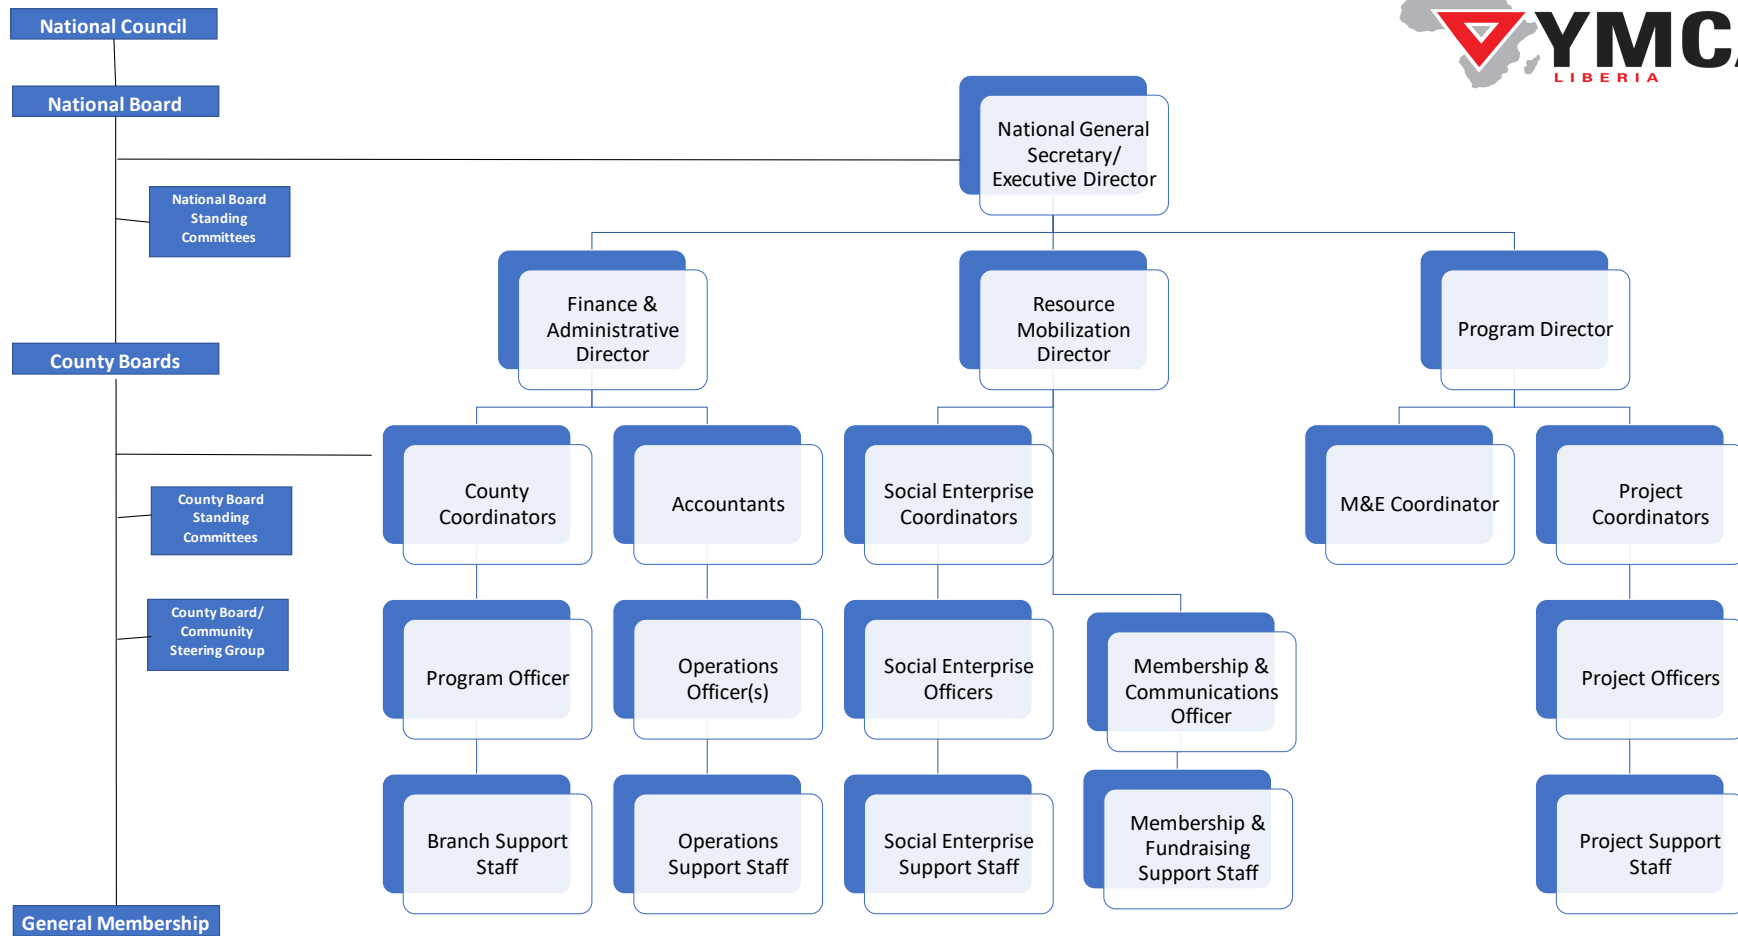 National Council
YMCA
LIBERIA
National Board
National General
Secretary/
Executive Director
National Board
Standing
Committees
Finance &
Administrative
Director
Resource
Mobilization
Director
Program Director
County Boards
County
Coordinators
Accountants
Social Enterprise
Coordinators
M&E Coordinator
Project
Coordinators
County Board
Standing
Committees
County Board/
Community
Steering Group
Program Officer
Operations
Officer(s)
Social Enterprise
Officers
Membership &
Communications
Officer
Project Officers
Branch Support
Staff
Operations
Support Staff
Social Enterprise
Support Staff
Membership &
Fundraising
Support Staff
Project Support
Staff
General Membership